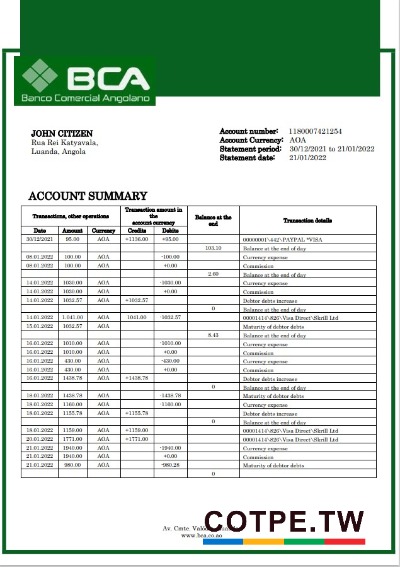 BCA
Banco Comercial Angolano
JOHN CITIZEN
Rua Rei Katyavala,
Luanda, Angola
Account number: 1180007421254
Account Currency: AOA
Statement period: 30/12/2021 to 21/01/2022
Statement date: 21/01/2022
ACCOUNT SUMMARY
Transactions, other operations
Transaction amount in the account currency
Balance at the end
Transaction details
Date Amount Currency Credits Debits
30/12/2021 95.00 AOA +1136.00 +05.00 00000001\442\PAYPAL *VISA
103.10 Balance at the end of day
08.01.2022 100.00 AOA -100.00 Currency expense
08.01.2022 100.00 AOA +0.00 Commission
2.69 Balance at the end of day
14.01.2022 1030.00 AOA -1030.00 Currency expense
14.01.2022 1030.00 AOA +0.00 Commission
14.01.2022 1032.57 AOA +1032.57 Debtor debts increase
0 Balance at the end of day
14.01.2022 1.041.00 AOA 1041.00 -1032.57 00001414\826\Visa Direct\Skrill Ltd
15.01.2022 1032.57 AOA Maturity of debtor debts
8.43 Balance at the end of day
16.01.2022 1010.00 AOA -1010.00 Currency expense
16.01.2022 1010.00 AOA +0.00 Commission
16.01.2022 430.00 AOA -430.00 Currency expense
16.01.2022 430.00 AOA +0.00 Commission
16.01.2022 1438.78 AOA +1438.78 Debtor debts increase
0 Balance at the end of day
18.01.2022 1438.78 AOA -1438.78 Maturity of debtor debts
18.01.2022 1160.00 AOA -1160.00 Currency expense
18.01.2022 1155.78 AOA +1155.78 Debtor debts increase
0 Balance at the end of day
18.01.2022 1159.00 AOA +1159.00 00001414\826\Visa Direct\Skrill Ltd
20.01.2022 1771.00 AOA +1771.00 00001414\826\Visa Direct\Skrill Ltd
21.01.2022 1940.00 AOA -1940.00 Currency expense
21.01.2022 1940.00 AOA +0.00 Commission
21.01.2022 980.00 AOA -980.28 Maturity of debtor debts
0
Av. Cmte. Való
www.bca.co.ao
COTPE.TW